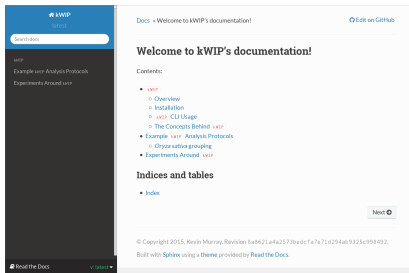 kWIP
latest
Search docs
kWIP
Example kWIP Analysis Protocols
Experiments Around kWIP
Read the Docs
v: latest
Docs » Welcome to kWIP's documentation!
Edit on GitHub
Welcome to kWIP's documentation!
Contents:
kWIP
Overview
Installation
kWIP CLI Usage
The Concepts Behind kWIP
Example kWIP Analysis Protocols
Oryza sativa grouping
Experiments Around kWIP
Indices and tables
Index
Next
© Copyright 2015, Kevin Murray. Revision
Built with Sphinx using a theme provided by Read the Docs.